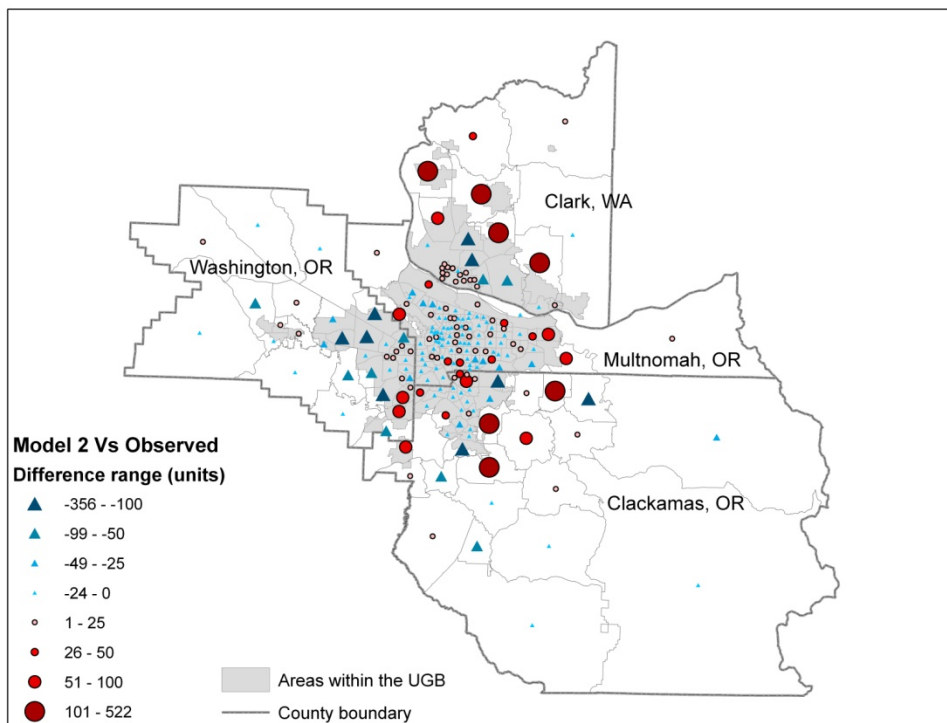 Clark, WA
Washington, OR
Multnomah, OR
Clackamas, OR
Model 2 Vs Observed
Difference range (units)
-356 - -100
-99 - -50
-49 - -25
-24 - 0
1 - 25
26 - 50
51 - 100
101 - 522
Areas within the UGB
County boundary